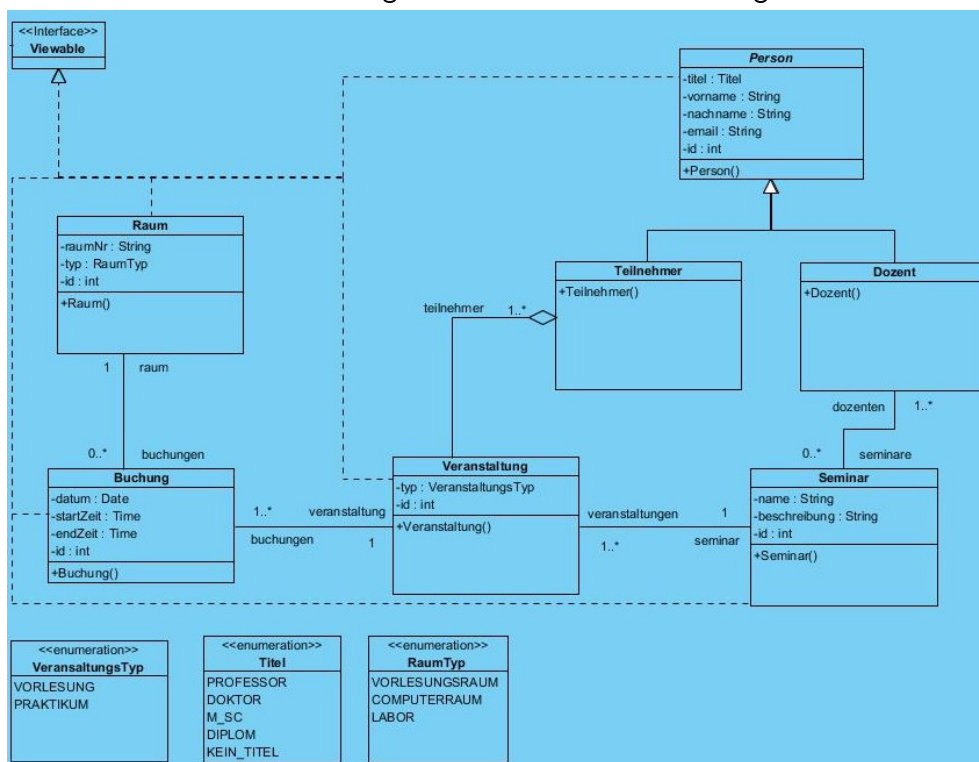 <<Interface>>
Viewable
Person
-titel : Titel
-vorname : String
-nachname : String
-email : String
-id : int
+Person()
Raum
-raumNr : String
-typ : RaumTyp
-id : int
+Raum()
Teilnehmer
+Teilnehmer()
Dozent
+Dozent()
teilnehmer 1..*
1 raum
dozenten 1..*
0..* buchungen
0..* seminare
Buchung
-datum : Date
-startZeit : Time
-endZeit : Time
-id : int
+Buchung()
1..* veranstaltung
buchungen 1
Veranstaltung
-typ : VeranstaltungsTyp
-id : int
+Veranstaltung()
veranstaltungen 1
1..* seminar
Seminar
-name : String
-beschreibung : String
-id : int
+Seminar()
<<enumeration>>
VeransaltungsTyp
VORLESUNG
PRAKTIKUM
<<enumeration>>
Titel
PROFESSOR
DOKTOR
M_SC
DIPLOM
KEIN_TITEL
<<enumeration>>
RaumTyp
VORLESUNGSRAUM
COMPUTERRAUM
LABOR